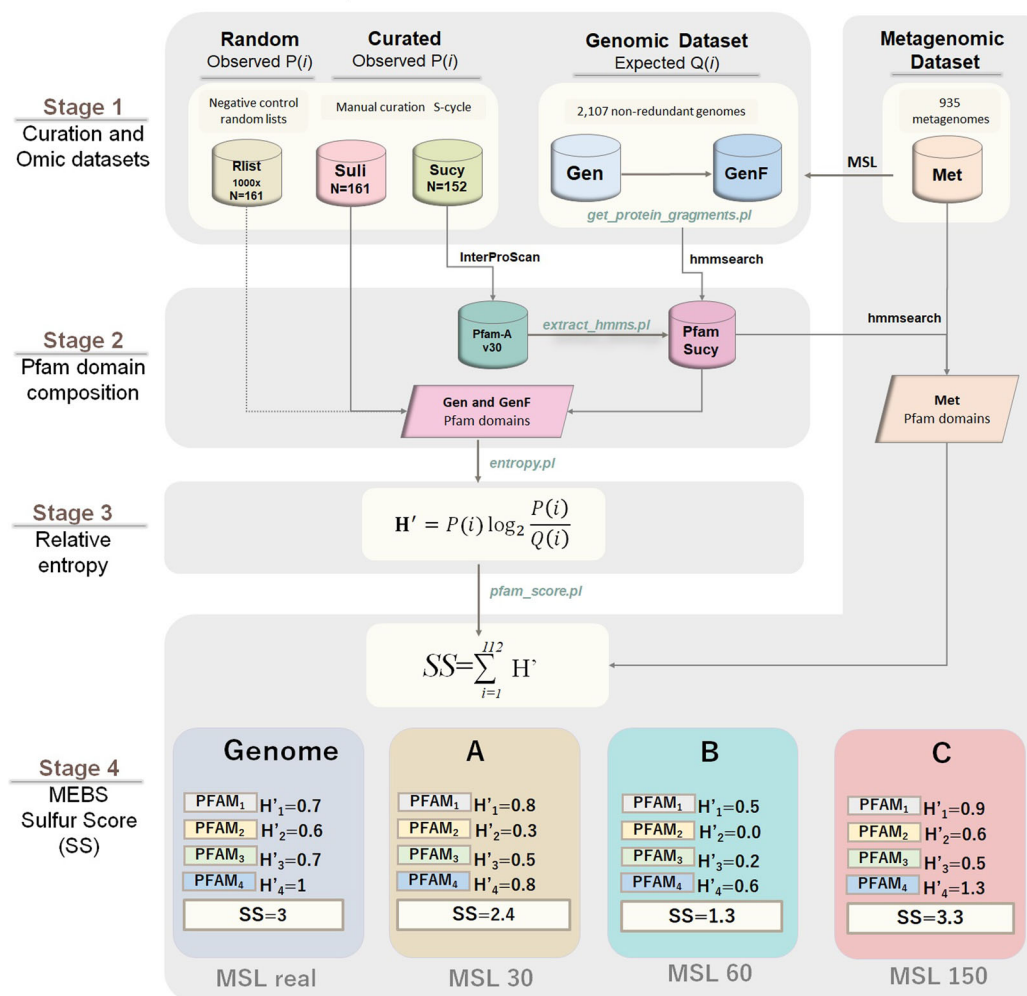 Random
Observed P(i)
Curated
Observed P(i)
Genomic Dataset
Expected Q(i)
Metagenomic
Dataset
Stage 1
Curation and
Omic datasets
Negative control
random lists
Manual curation S-cycle
2,107 non-redundant genomes
935
metagenomes
Rlist
1000x
N=161
Suli
N=161
Sucy
N=152
Gen
GenF
MSL
Met
get_protein_gragments.pl
InterProScan
hmmsearch
Stage 2
Pfam domain
composition
Pfam-A
v30
extract_hmms.pl
Pfam
Sucy
hmmsearch
Gen and GenF
Pfam domains
Met
Pfam domains
entropy.pl
Stage 3
Relative
entropy
H′ = P(i) log₂ P(i)/Q(i)
pfam_score.pl
SS=∑ 112 i=1 H'
Stage 4
MEBS
Sulfur Score
(SS)
Genome
PFAM₁ H'₁=0.7
PFAM₂ H'₂=0.6
PFAM₃ H'₃=0.7
PFAM₄ H'₄=1
SS=3
MSL real
A
PFAM₁ H'₁=0.8
PFAM₂ H'₂=0.3
PFAM₃ H'₃=0.5
PFAM₄ H'₄=0.8
SS=2.4
MSL 30
B
PFAM₁ H'₁=0.5
PFAM₂ H'₂=0.0
PFAM₃ H'₃=0.2
PFAM₄ H'₄=0.6
SS=1.3
MSL 60
C
PFAM₁ H'₁=0.9
PFAM₂ H'₂=0.6
PFAM₃ H'₃=0.5
PFAM₄ H'₄=1.3
SS=3.3
MSL 150